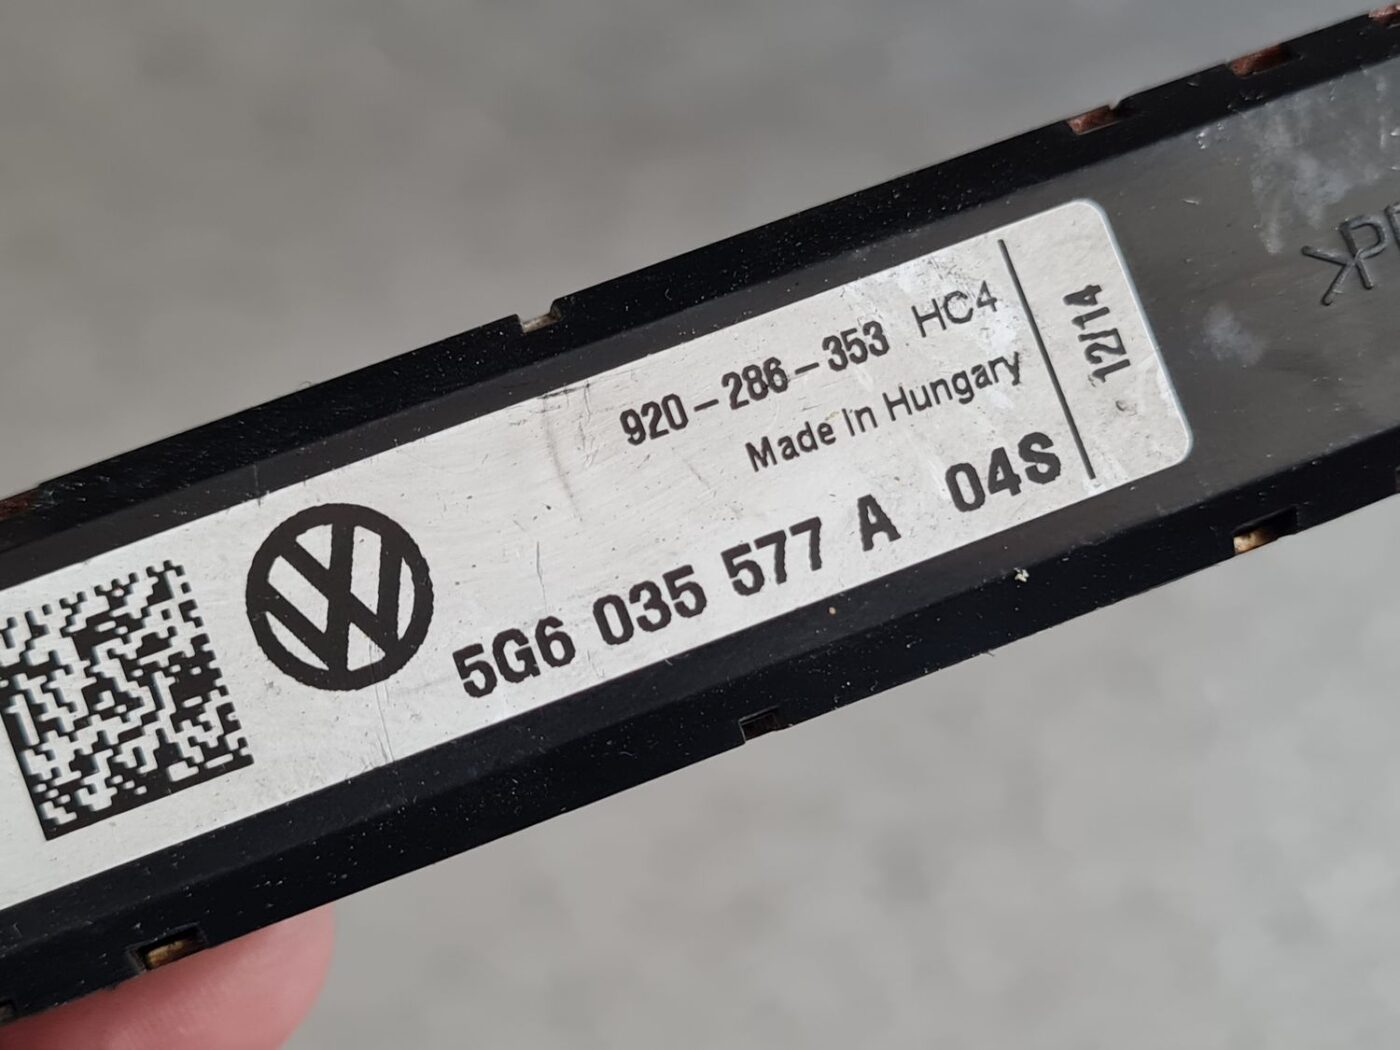 920-286-353 HC4
Made in Hungary
5G6 035 577 A 04S
12/14